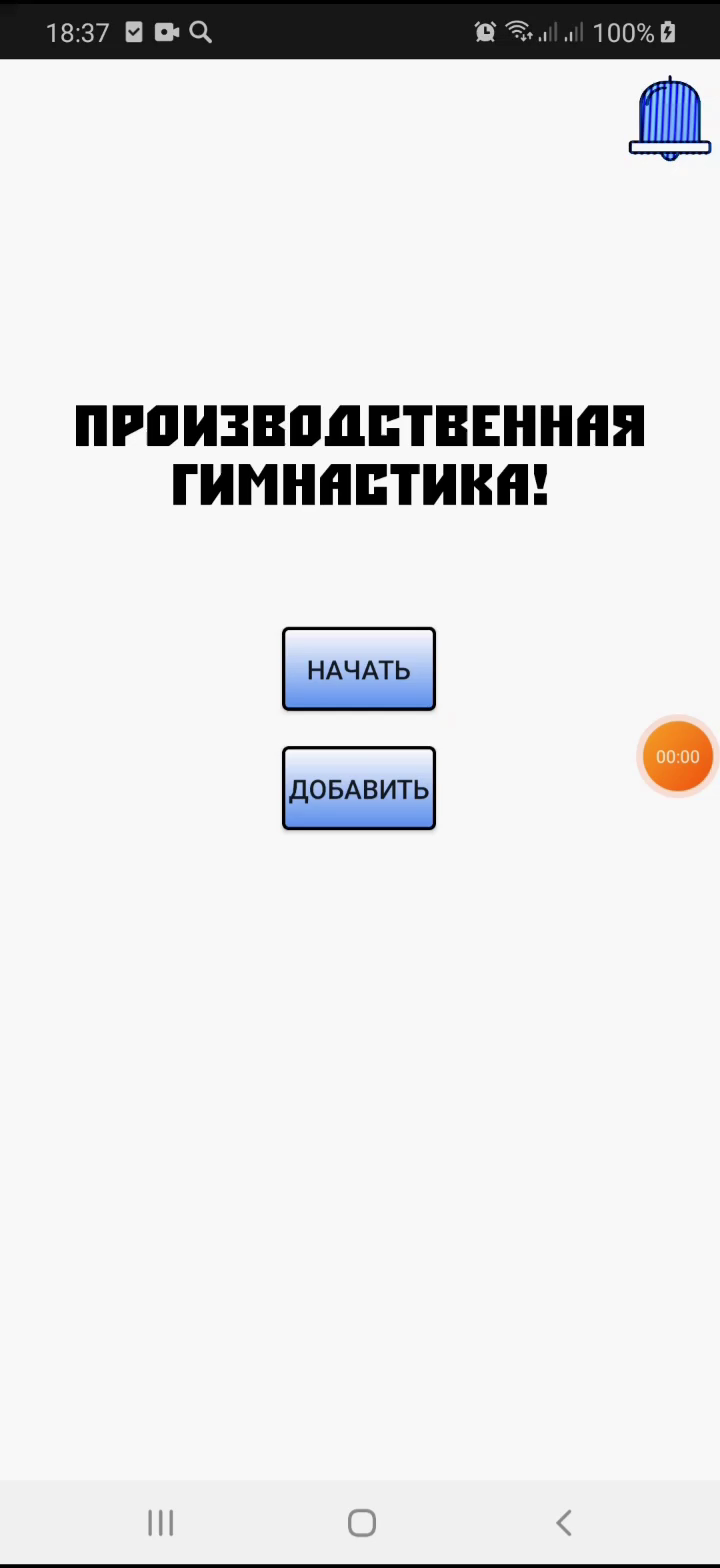 18:37
100%
ПРОИЗВОДСТВЕННАЯ
ГИМНАСТИКА!
НАЧАТЬ
00:00
ДОБАВИТЬ